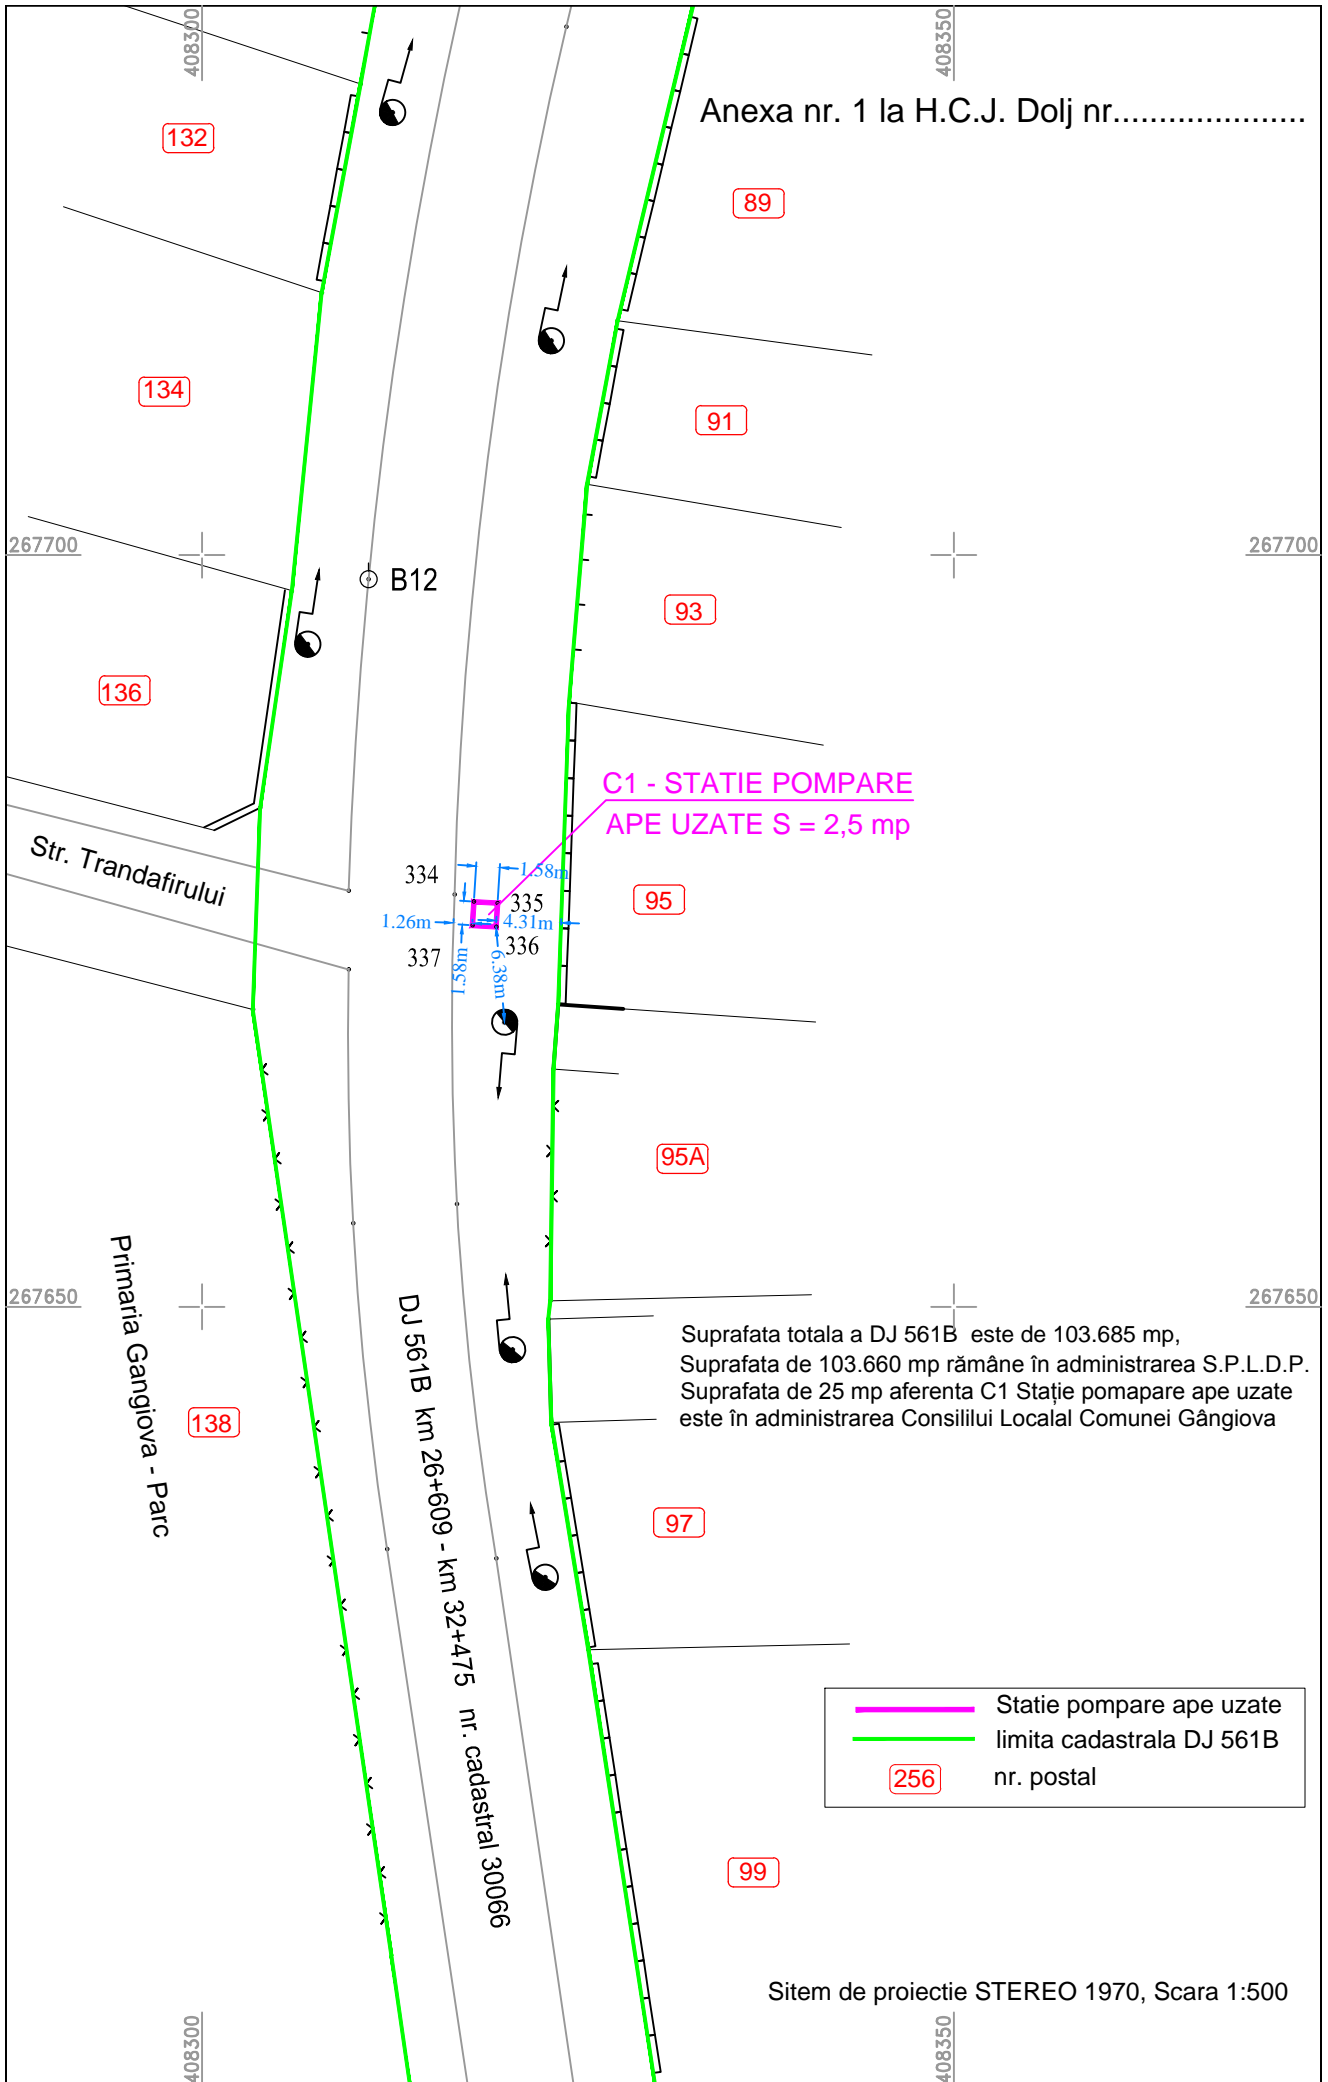 408300
408350
Anexa nr. 1 la H.C.J. Dolj nr.....................
132
89
134
91
267700
267700
B12
93
136
C1 - STATIE POMPARE
APE UZATE S = 2,5 mp
Str. Trandafirului
334
1.58m
335
95
1.26m
4.31m
336
337
1.58m
6.38m
95A
Primaria Gangiova - Parc
267650
267650
DJ 561B km 26+609 - km 32+475 nr. cadastral 30066
Suprafata totala a DJ 561B este de 103.685 mp,
Suprafata de 103.660 mp rămâne în administrarea S.P.L.D.P.
Suprafata de 25 mp aferenta C1 Stație pomapare ape uzate
este în administrarea Consililui Localal Comunei Gângiova
138
97
Statie pompare ape uzate
limita cadastrala DJ 561B
256 nr. postal
99
Sitem de proiectie STEREO 1970, Scara 1:500
408300
408350